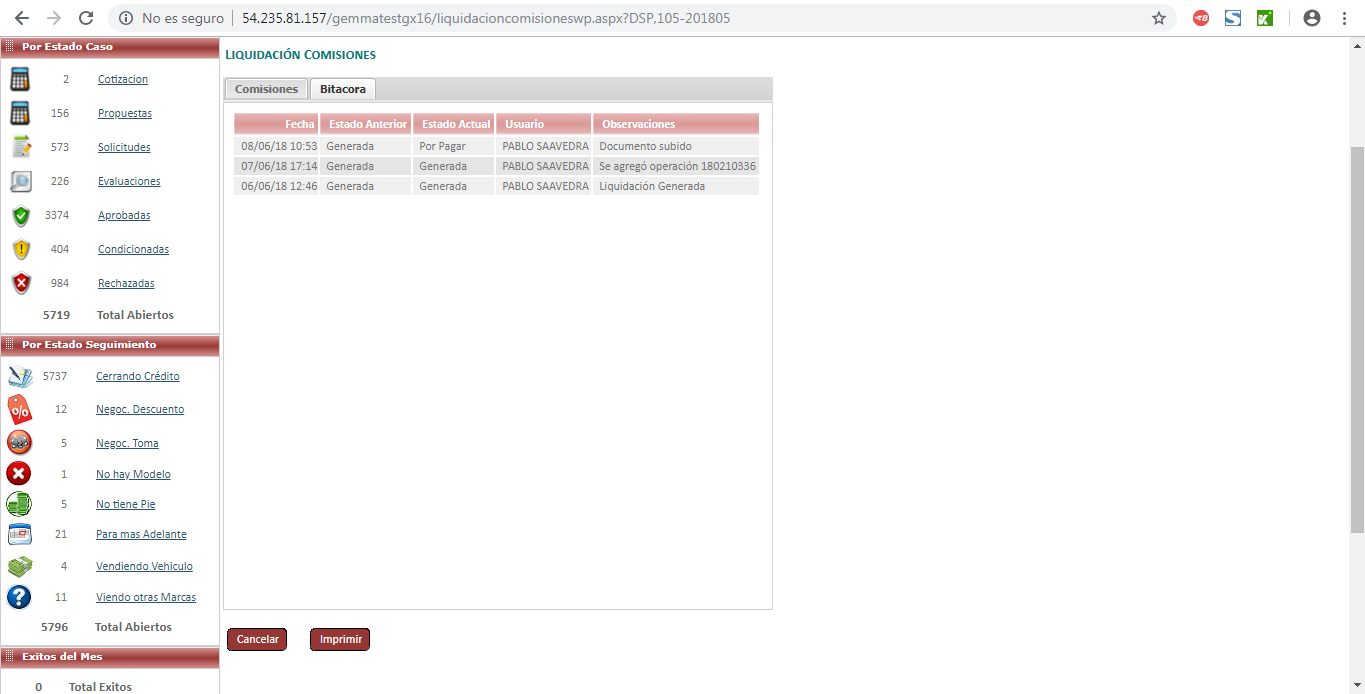 No es seguro
54.235.81.157/gemmatestgx16/liquidacioncomisioneswp.aspx?DSP,105-201805
Por Estado Caso
2 Cotizacion
156 Propuestas
573 Solicitudes
226 Evaluaciones
3374 Aprobadas
404 Condicionadas
984 Rechazadas
5719 Total Abiertos
Por Estado Seguimiento
5737 Cerrando Crédito
12 Negoc. Descuento
5 Negoc. Toma
1 No hay Modelo
5 No tiene Pie
21 Para mas Adelante
4 Vendiendo Vehiculo
11 Viendo otras Marcas
5796 Total Abiertos
Exitos del Mes
0 Total Exitos
LIQUIDACIÓN COMISIONES
Comisiones Bitacora
Fecha Estado Anterior Estado Actual Usuario Observaciones
08/06/18 10:53 Generada Por Pagar PABLO SAAVEDRA Documento subido
07/06/18 17:14 Generada Generada PABLO SAAVEDRA Se agregó operación 180210336
06/06/18 12:46 Generada Generada PABLO SAAVEDRA Liquidación Generada
Cancelar Imprimir